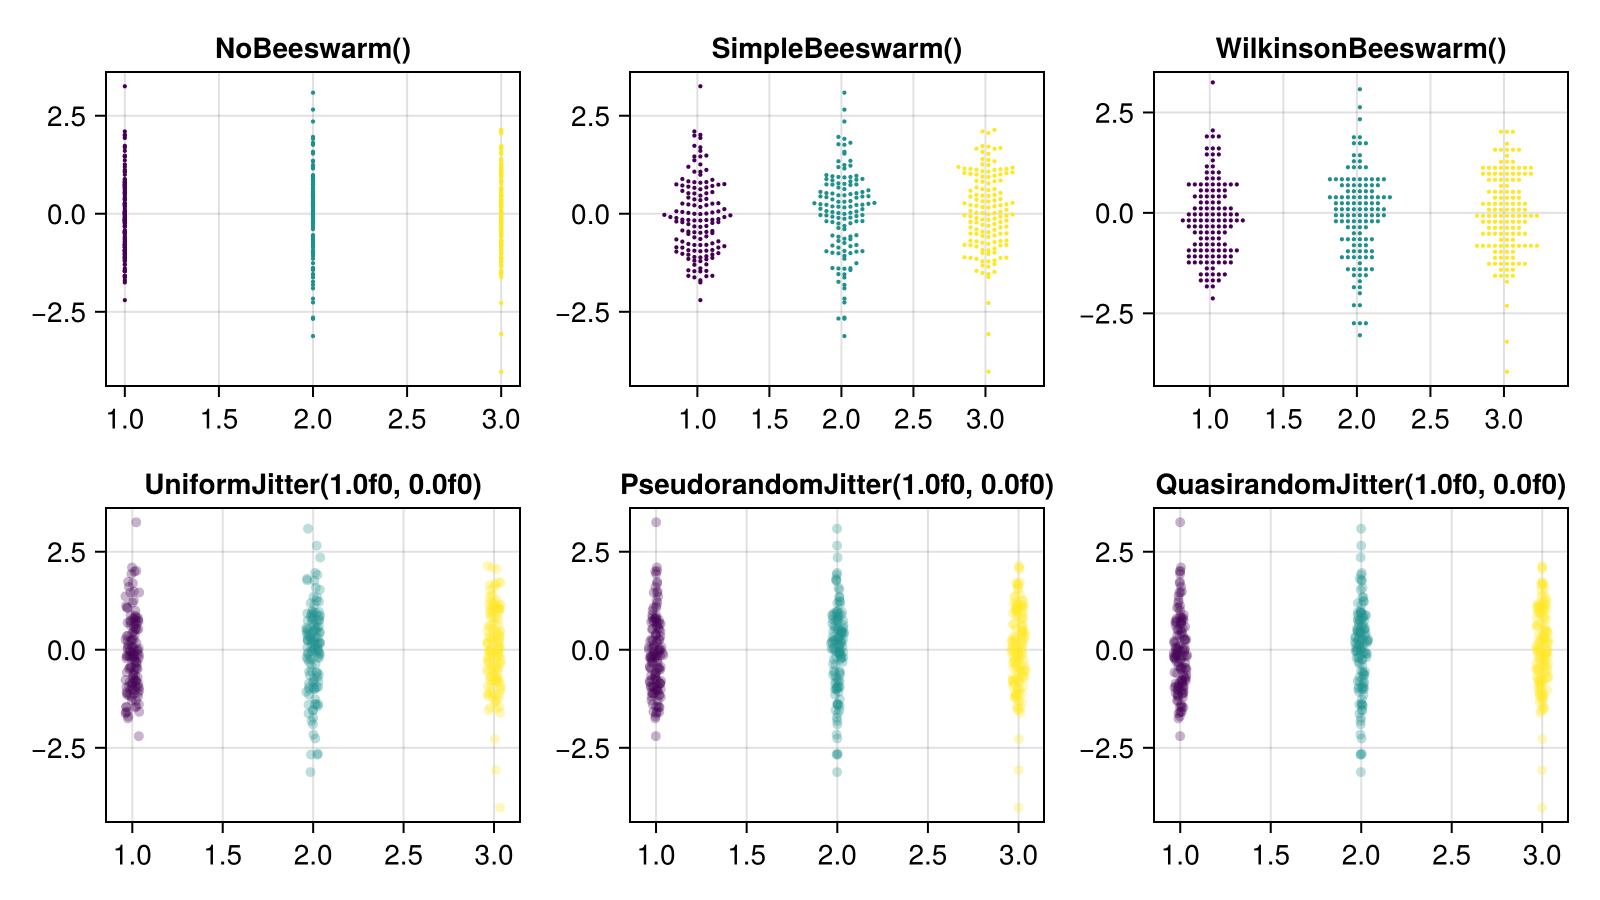 NoBeeswarm()
2.5
0.0
−2.5
1.0 1.5 2.0 2.5 3.0
SimpleBeeswarm()
2.5
0.0
−2.5
1.0 1.5 2.0 2.5 3.0
WilkinsonBeeswarm()
2.5
0.0
−2.5
1.0 1.5 2.0 2.5 3.0
UniformJitter(1.0f0, 0.0f0)
2.5
0.0
−2.5
1.0 1.5 2.0 2.5 3.0
PseudorandomJitter(1.0f0, 0.0f0)
2.5
0.0
−2.5
1.0 1.5 2.0 2.5 3.0
QuasirandomJitter(1.0f0, 0.0f0)
2.5
0.0
−2.5
1.0 1.5 2.0 2.5 3.0